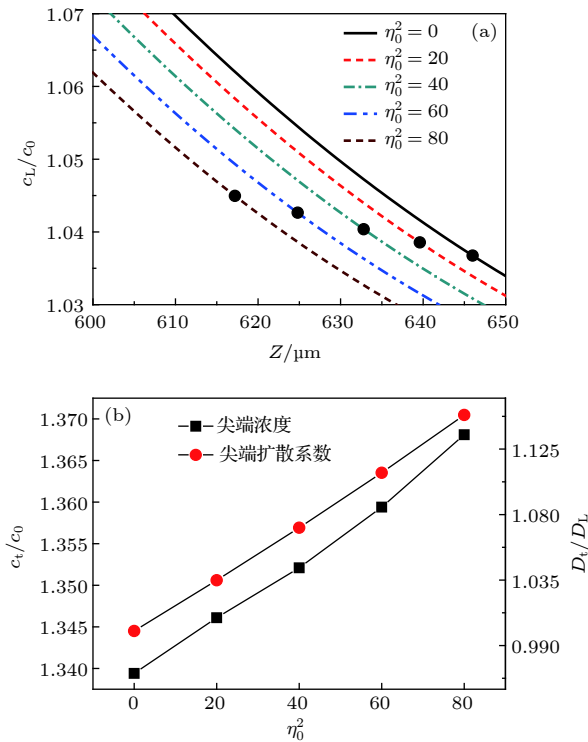 1.07
1.06
1.05
1.04
1.03
c_L/c_0
(a)
η_0^2 = 0
η_0^2 = 20
η_0^2 = 40
η_0^2 = 60
η_0^2 = 80
600 610 620 630 640 650
Z/μm
(b)
尖端浓度
尖端扩散系数
1.370
1.365
1.360
1.355
1.350
1.345
1.340
c_t/c_0
1.125
1.080
1.035
0.990
D_t/D_L
0 20 40 60 80
η_0^2